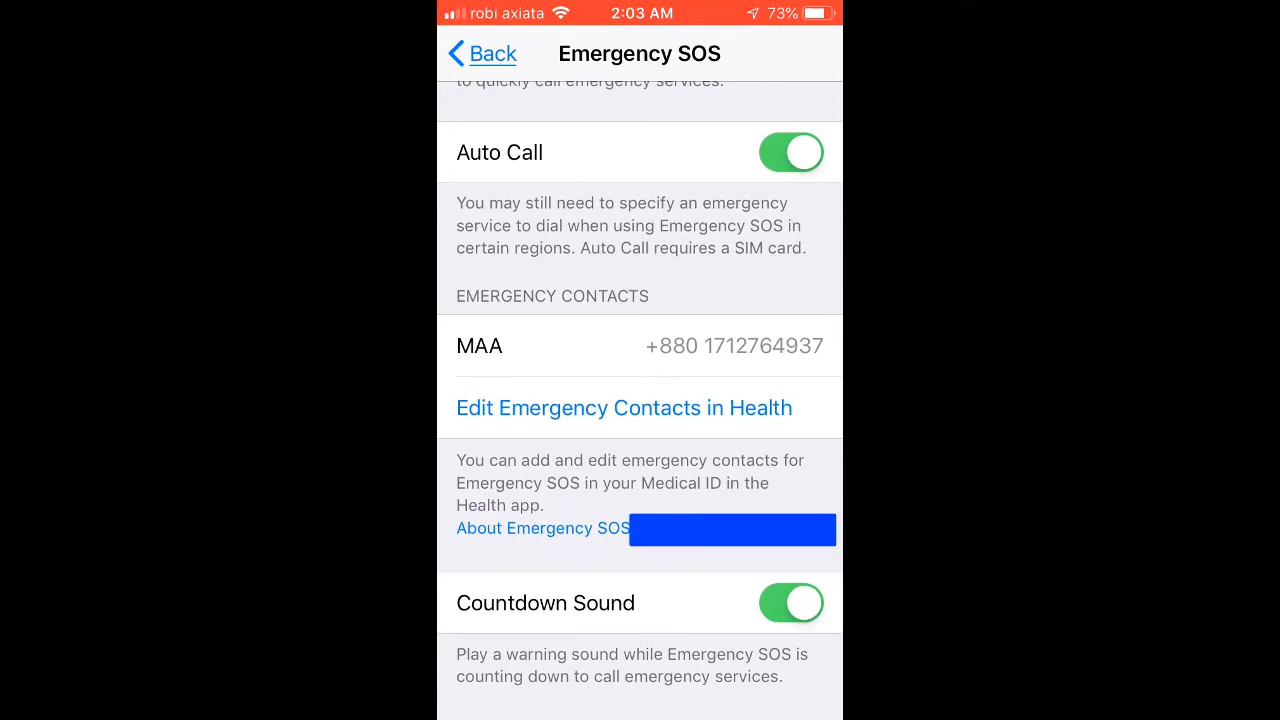 robi axiata 2:03 AM 73%
Back Emergency SOS
to quickly call emergency services.
Auto Call
You may still need to specify an emergency
service to dial when using Emergency SOS in
certain regions. Auto Call requires a SIM card.
EMERGENCY CONTACTS
MAA +880 1712764937
Edit Emergency Contacts in Health
You can add and edit emergency contacts for
Emergency SOS in your Medical ID in the
Health app.
About Emergency SOS
Countdown Sound
Play a warning sound while Emergency SOS is
counting down to call emergency services.